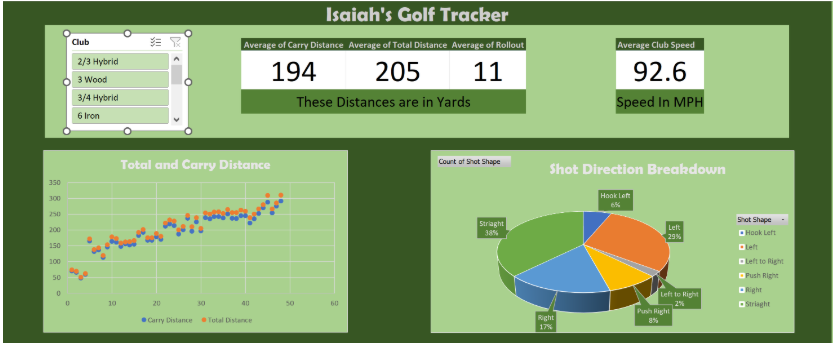 Isaiah's Golf Tracker
Club
2/3 Hybrid
3 Wood
3/4 Hybrid
6 Iron
Average of Carry Distance Average of Total Distance Average of Rollout
194 205 11
These Distances are in Yards
Average Club Speed
92.6
Speed In MPH
Total and Carry Distance
350
300
250
200
150
100
50
0
0 10 20 30 40 50 60
Carry Distance Total Distance
Count of Shot Shape
Shot Direction Breakdown
Hook Left
6%
Left
29%
Left to Right
2%
Push Right
8%
Right
17%
Striaght
38%
Shot Shape
Hook Left
Left
Left to Right
Push Right
Right
Striaght